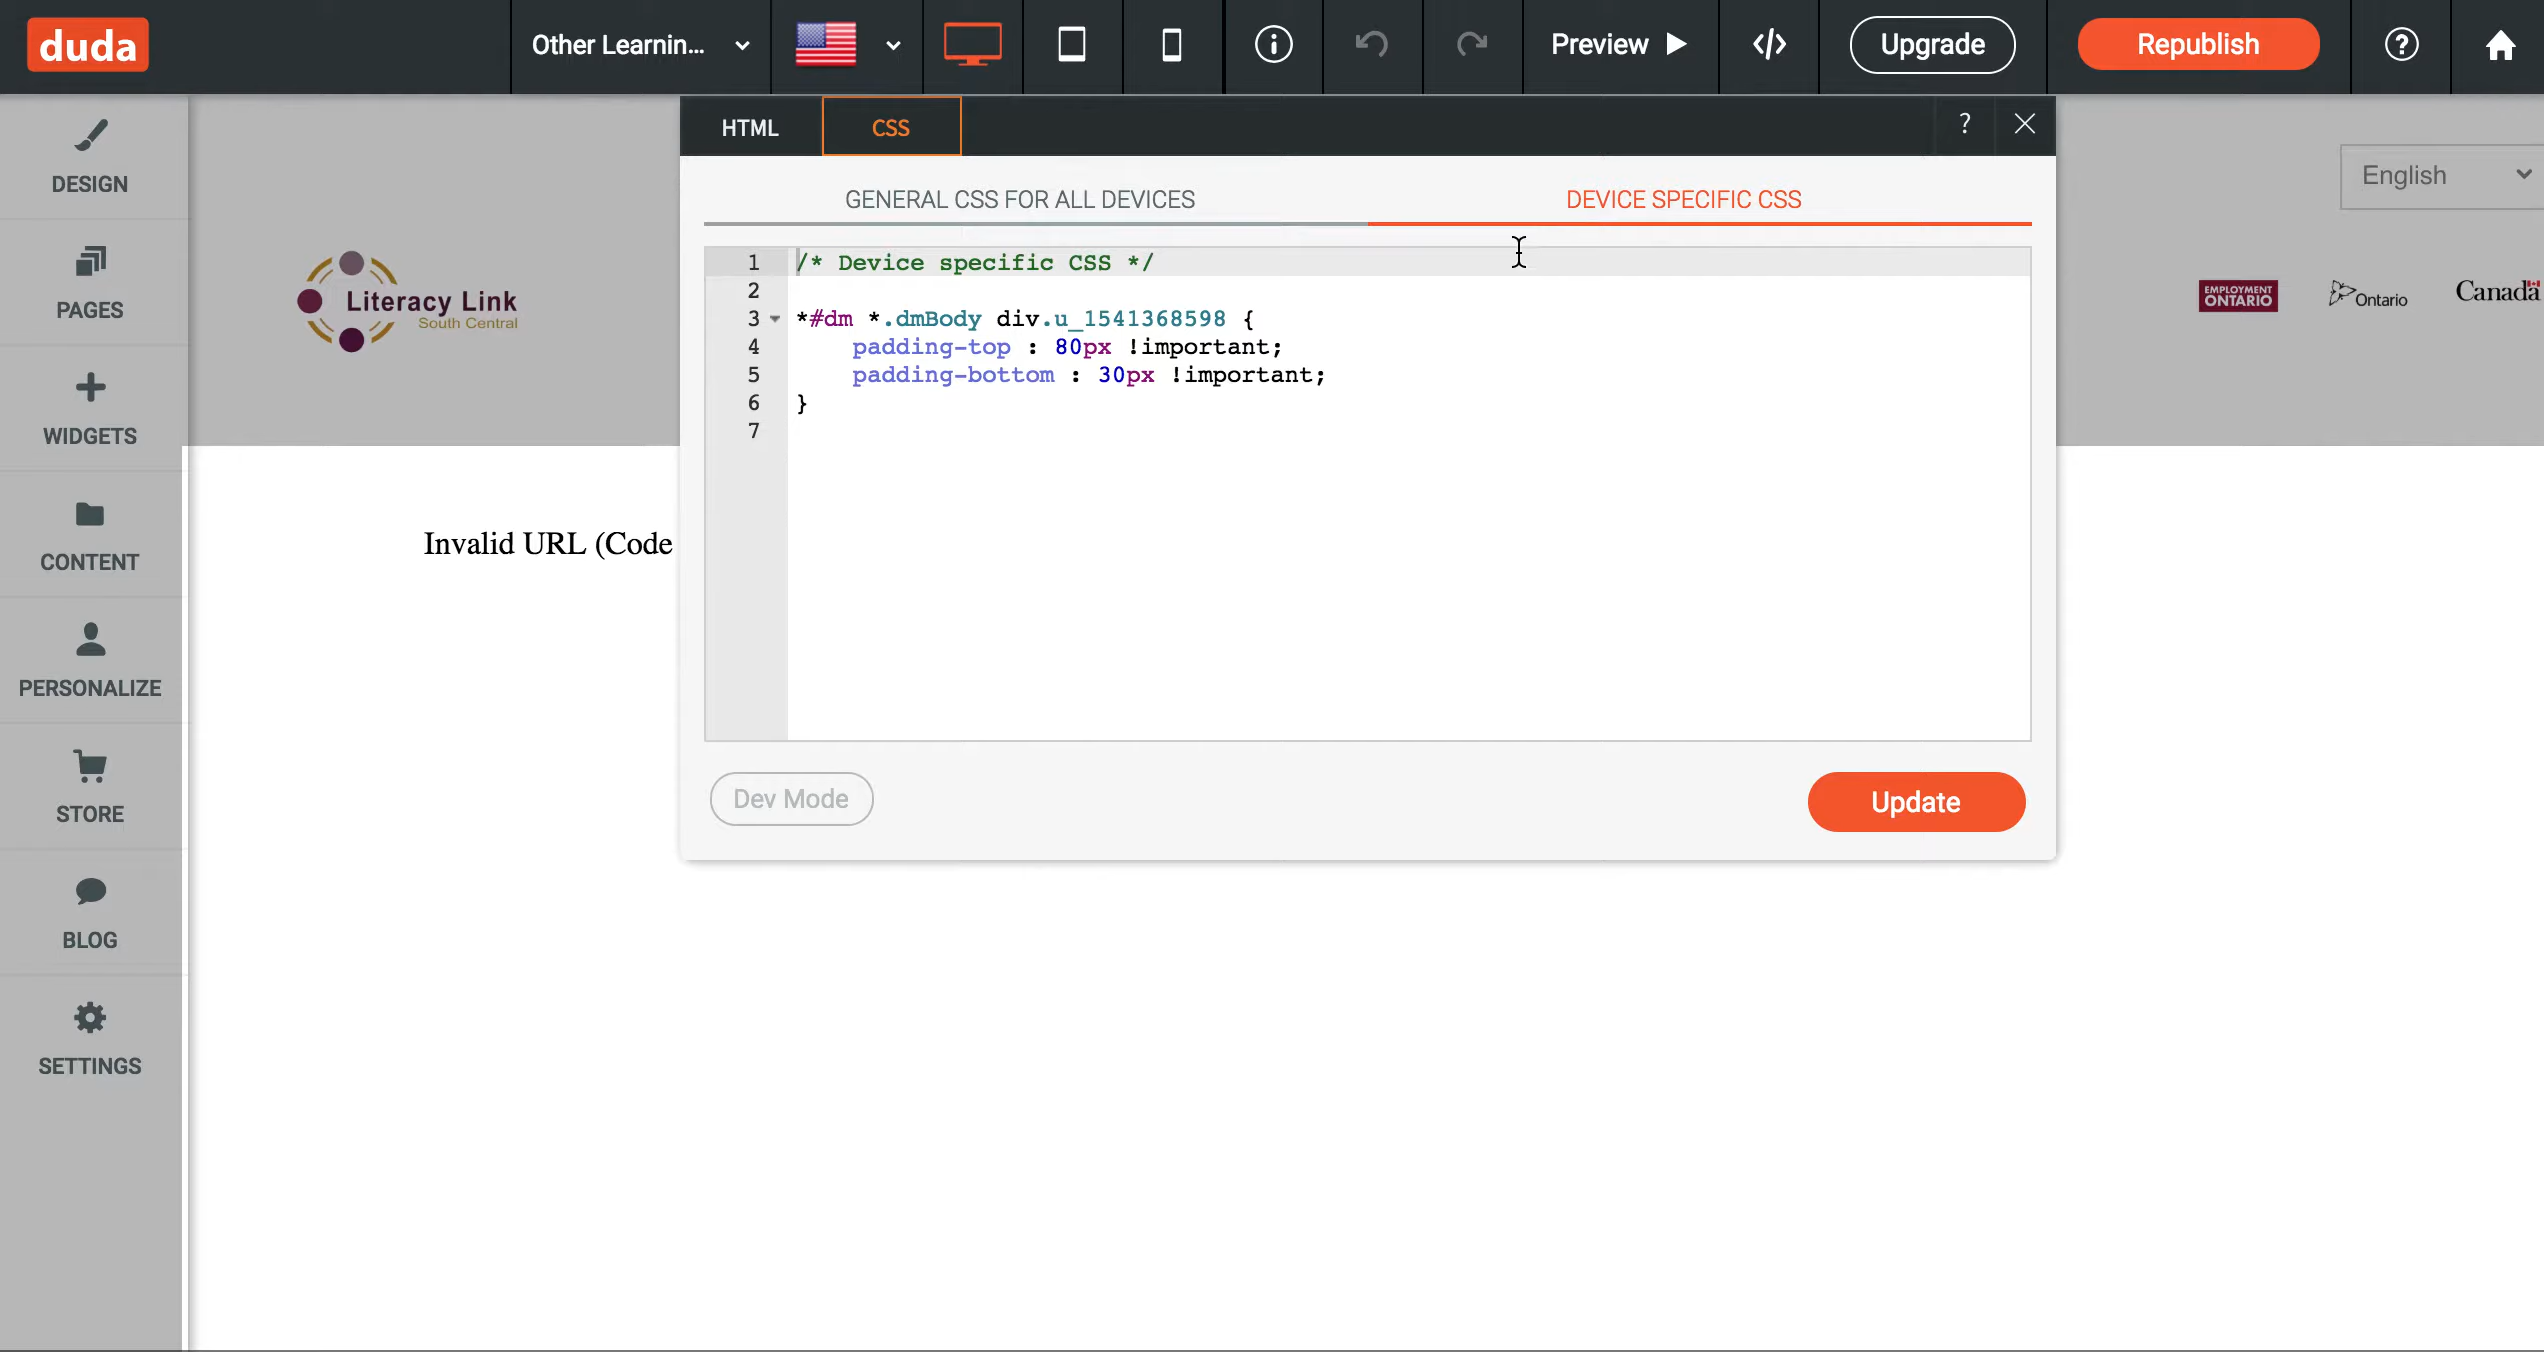 duda
Other Learnin...
Preview
</>
Upgrade
Republish
?
HTML
CSS
?
DESIGN
PAGES
WIDGETS
CONTENT
PERSONALIZE
STORE
BLOG
SETTINGS
Literacy Link
South Central
English
EMPLOYMENT
ONTARIO
Ontario
Canada
GENERAL CSS FOR ALL DEVICES
DEVICE SPECIFIC CSS
1 /* Device specific CSS */
2
3 *#dm *.dmBody div.u_1541368598 {
4 padding-top : 80px !important;
5 padding-bottom : 30px !important;
6 }
7
Invalid URL (Code
Dev Mode
Update